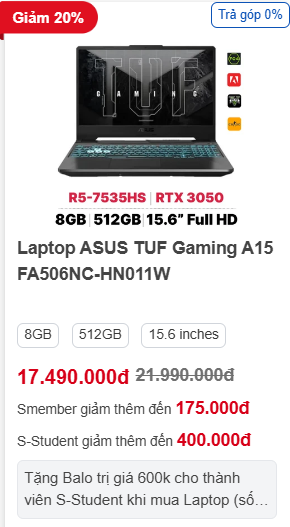 Giảm 20%
Trả góp 0%
TUF
R5-7535HS | RTX 3050
8GB | 512GB | 15.6” Full HD
Laptop ASUS TUF Gaming A15
FA506NC-HN011W
8GB
512GB
15.6 inches
17.490.000đ 21.990.000đ
Smember giảm thêm đến 175.000đ
S-Student giảm thêm đến 400.000đ
Tặng Balo trị giá 600k cho thành
viên S-Student khi mua Laptop (số…